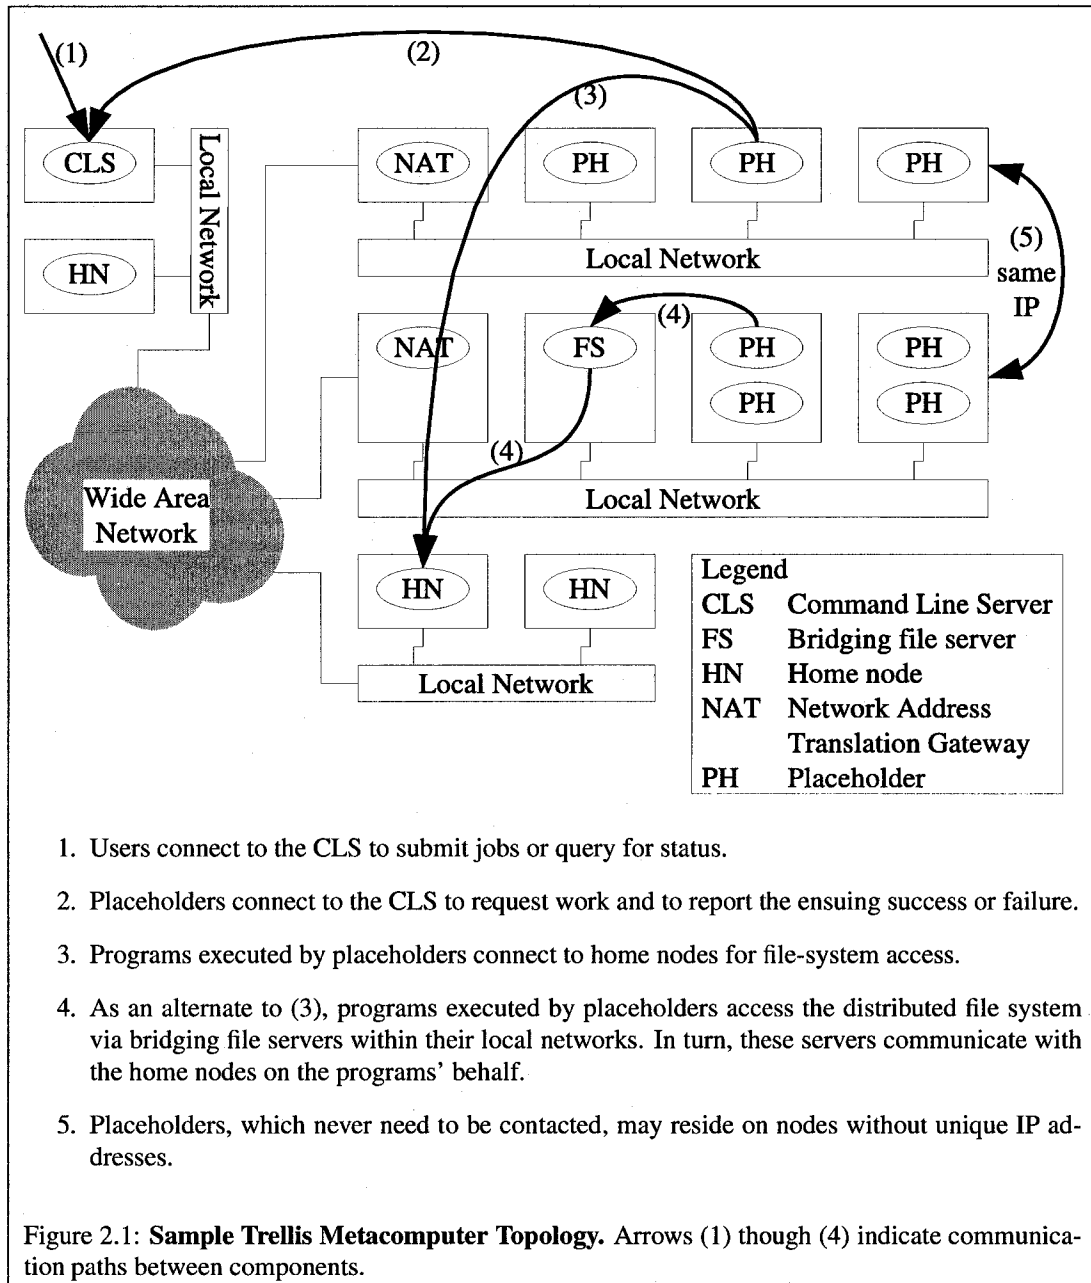 (1)
(2)
(3)
CLS
Local Network
NAT
PH
PH
PH
HN
Local Network
(5)
same
IP
(4)
NAT
FS
PH
PH
PH
PH
(4)
Local Network
Wide Area
Network
HN
HN
Local Network
Legend
CLS Command Line Server
FS Bridging file server
HN Home node
NAT Network Address
Translation Gateway
PH Placeholder
1. Users connect to the CLS to submit jobs or query for status.
2. Placeholders connect to the CLS to request work and to report the ensuing success or failure.
3. Programs executed by placeholders connect to home nodes for file-system access.
4. As an alternate to (3), programs executed by placeholders access the distributed file system
via bridging file servers within their local networks. In turn, these servers communicate with
the home nodes on the programs' behalf.
5. Placeholders, which never need to be contacted, may reside on nodes without unique IP ad-
dresses.
Figure 2.1: Sample Trellis Metacomputer Topology. Arrows (1) though (4) indicate communica-
tion paths between components.